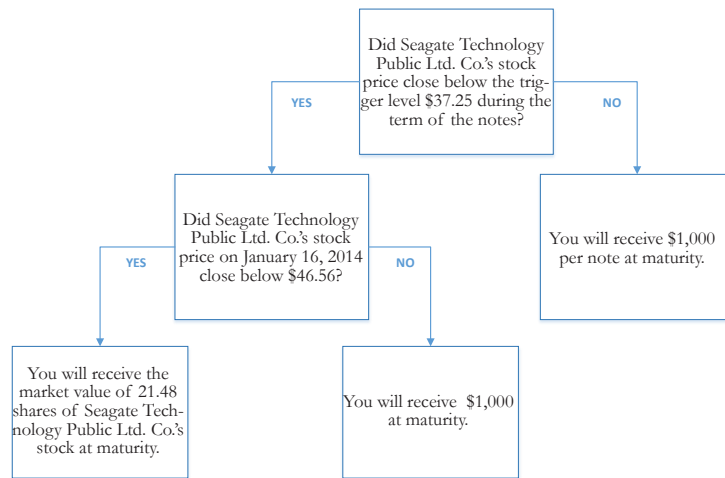 Did Seagate Technology
Public Ltd. Co.'s stock
price close below the trig-
ger level $37.25 during the
term of the notes?
YES
NO
Did Seagate Technology
Public Ltd. Co.'s stock
price on January 16, 2014
close below $46.56?
You will receive $1,000
per note at maturity.
YES
NO
You will receive the
market value of 21.48
shares of Seagate Tech-
nology Public Ltd. Co.'s
stock at maturity.
You will receive $1,000
at maturity.